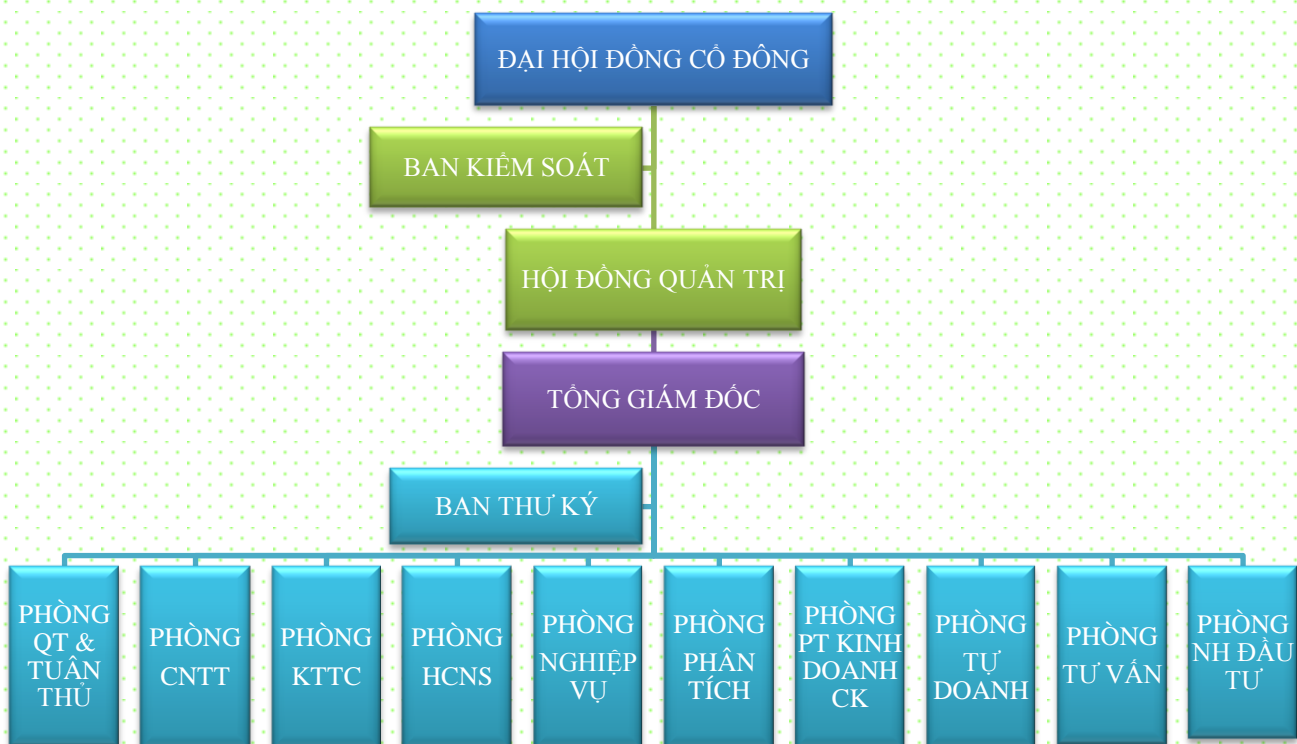 ĐẠI HỘI ĐỒNG CỔ ĐÔNG
BAN KIỂM SOÁT
HỘI ĐỒNG QUẢN TRỊ
TỔNG GIÁM ĐỐC
BAN THƯ KÝ
PHÒNG
QT &
TUÂN
THỦ
PHÒNG
CNTT
PHÒNG
KTTC
PHÒNG
HCNS
PHÒNG
NGHIỆP
VỤ
PHÒNG
PHÂN
TÍCH
PHÒNG
PT KINH
DOANH
CK
PHÒNG
TỰ
DOANH
PHÒNG
TƯ VẤN
PHÒNG
NH ĐẦU
TƯ